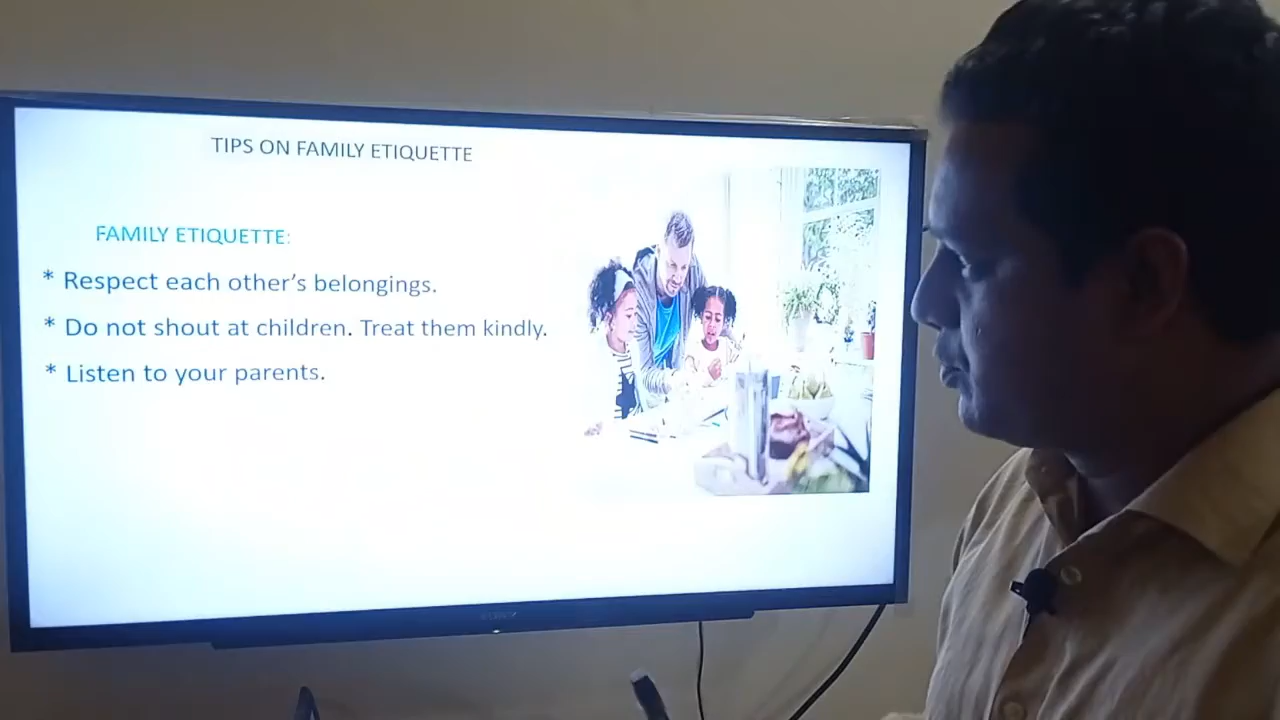 TIPS ON FAMILY ETIQUETTE
FAMILY ETIQUETTE:
* Respect each other’s belongings.
* Do not shout at children. Treat them kindly.
* Listen to your parents.